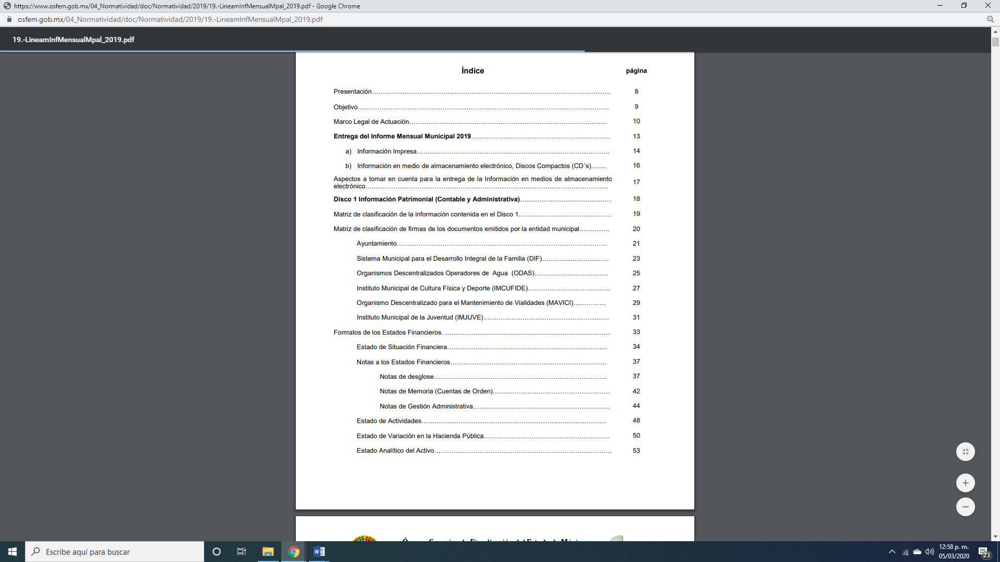 https://www.osfem.gob.mx/04_Normatividad/doc/Normatividad/2019/19.-LineamInfMensualMpal_2019.pdf - Google Chrome
osfem.gob.mx/04_Normatividad/doc/Normatividad/2019/19.-LineamInfMensualMpal_2019.pdf
19.-LineamInfMensualMpal_2019.pdf
Índice página
Presentación 8
Objetivo 9
Marco Legal de Actuación 10
Entrega del Informe Mensual Municipal 2019 13
a) Información Impresa 14
b) Información en medio de almacenamiento electrónico, Discos Compactos (CD´s) 16
Aspectos a tomar en cuenta para la entrega de la Información en medios de almacenamiento
electrónico 17
Disco 1 Información Patrimonial (Contable y Administrativa) 18
Matriz de clasificación de la información contenida en el Disco 1 19
Matriz de clasificación de firmas de los documentos emitidos por la entidad municipal 20
Ayuntamiento 21
Sistema Municipal para el Desarrollo Integral de la Familia (DIF) 23
Organismos Descentralizados Operadores de Agua (ODAS) 25
Instituto Municipal de Cultura Física y Deporte (IMCUFIDE) 27
Organismo Descentralizado para el Mantenimiento de Vialidades (MAVICI) 29
Instituto Municipal de la Juventud (IMJUVE) 31
Formatos de los Estados Financieros. 33
Estado de Situación Financiera 34
Notas a los Estados Financieros 37
Notas de desglose 37
Notas de Memoria (Cuentas de Orden) 42
Notas de Gestión Administrativa 44
Estado de Actividades 48
Estado de Variación en la Hacienda Pública 50
Estado Analítico del Activo 53
Escribe aquí para buscar
12:58 p. m.
05/03/2020
23